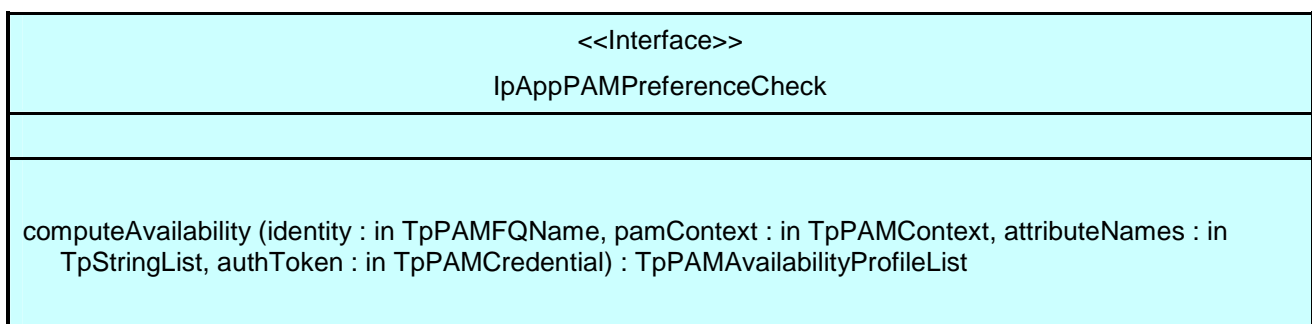 <<Interface>>
IpAppPAMPreferenceCheck
computeAvailability (identity : in TpPAMFQName, pamContext : in TpPAMContext, attributeNames : in
TpStringList, authToken : in TpPAMCredential) : TpPAMAvailabilityProfileList